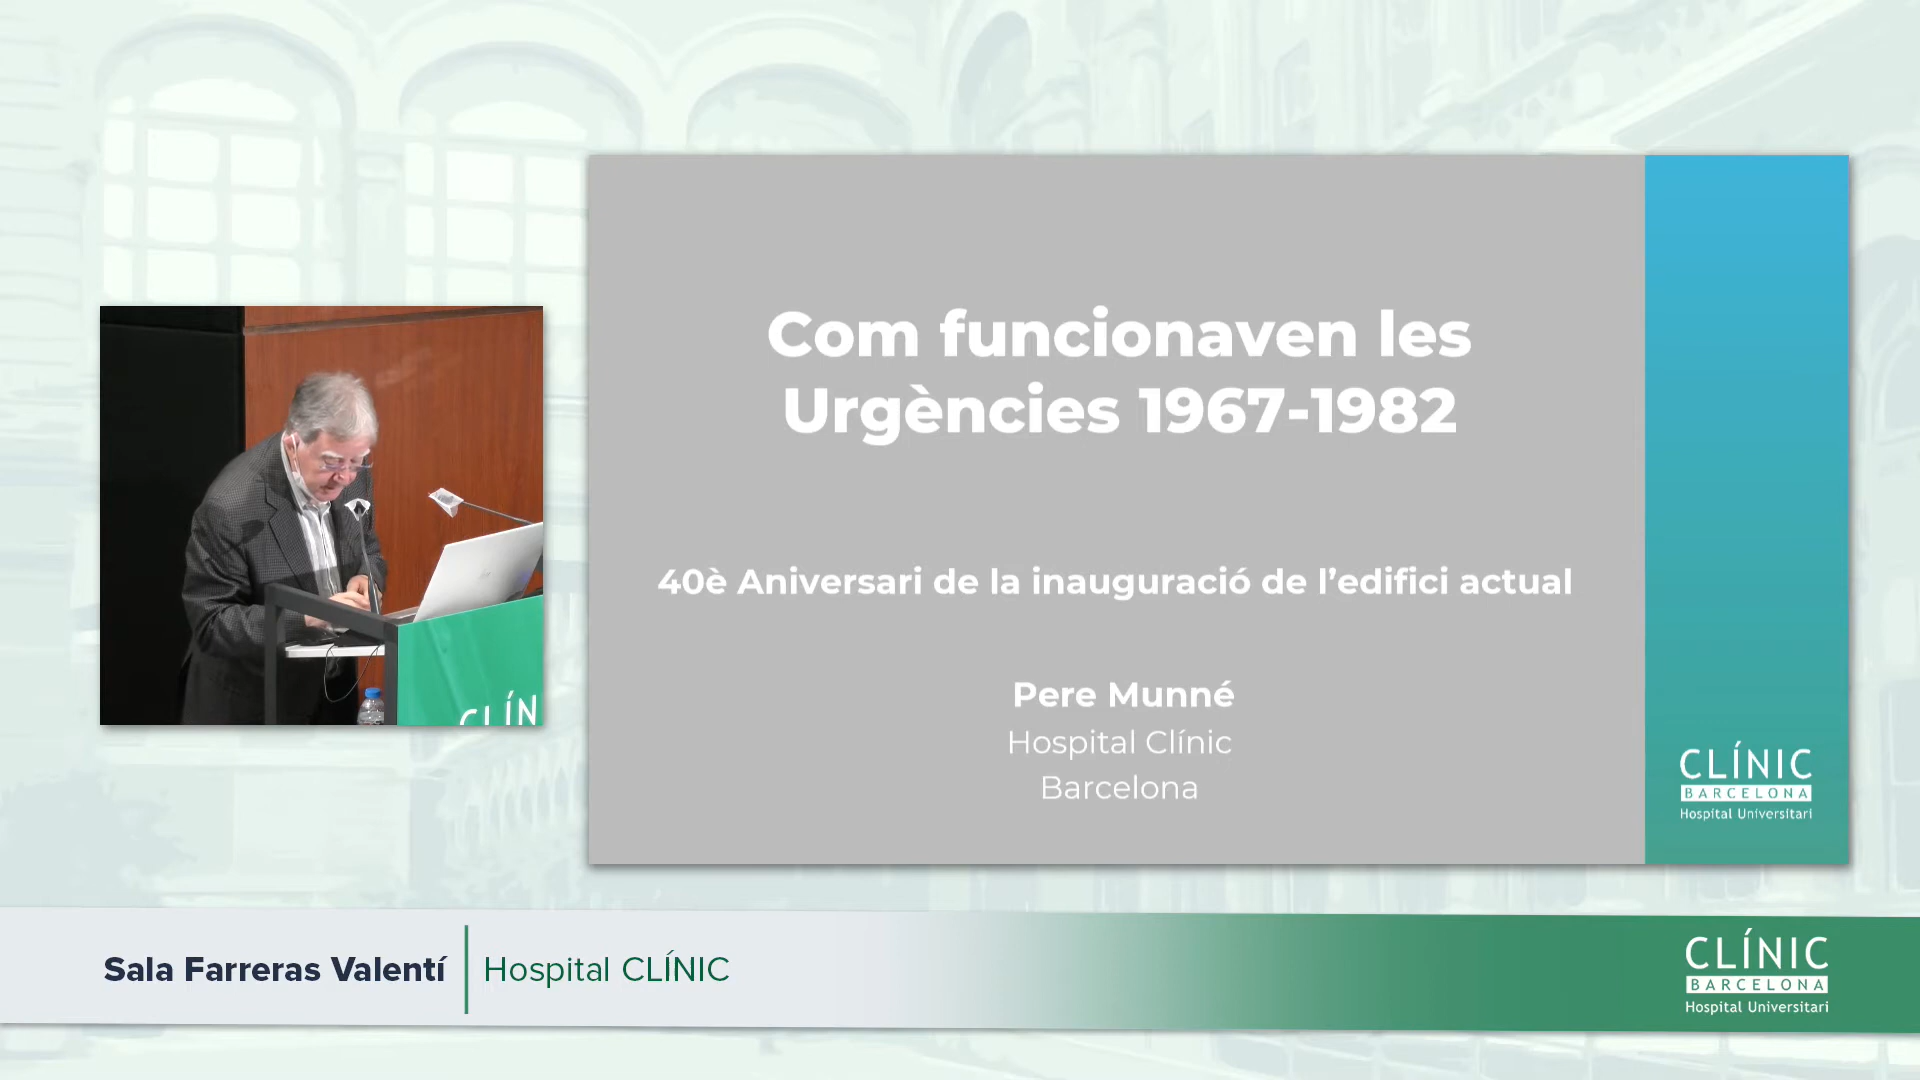 Com funcionaven les
Urgències 1967-1982
40è Aniversari de la inauguració de l’edifici actual
Pere Munné
Hospital Clínic
Barcelona
CLÍNIC
BARCELONA
Hospital Universitari
CLÍN
Sala Farreras Valentí
Hospital CLÍNIC
CLÍNIC
BARCELONA
Hospital Universitari